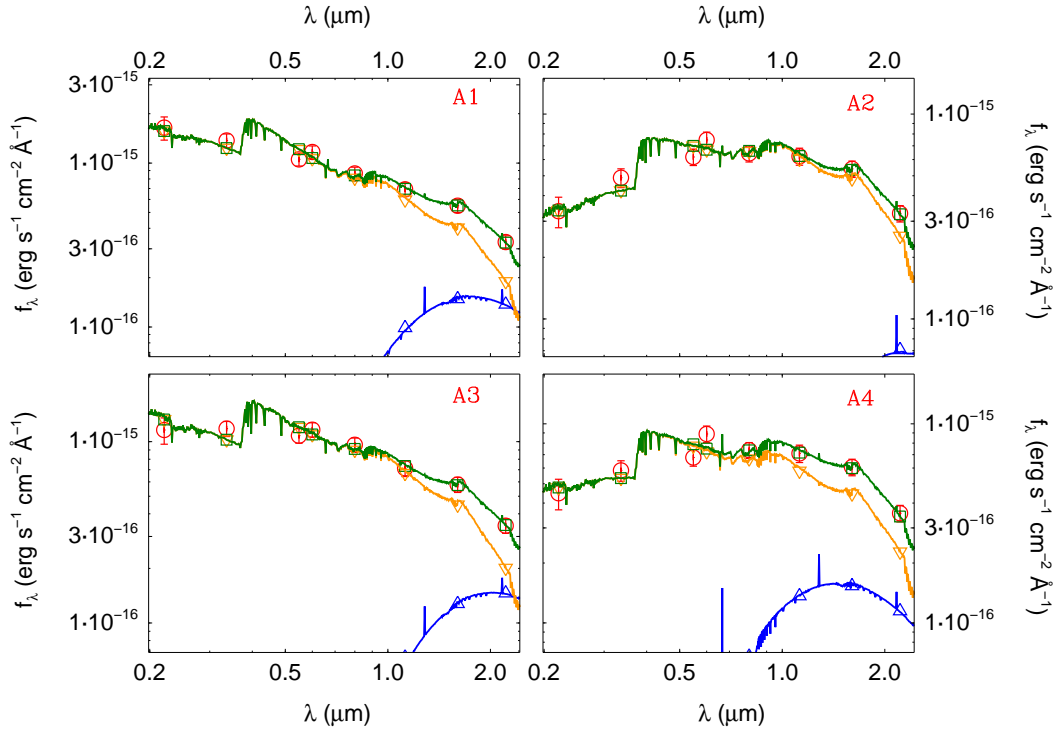 λ (μm) λ (μm)
0.2 0.5 1.0 2.0 0.2 0.5 1.0 2.0
3·10⁻¹⁵ A1 A2 1·10⁻¹⁵
1·10⁻¹⁵
3·10⁻¹⁶ 3·10⁻¹⁶
1·10⁻¹⁶ 1·10⁻¹⁶
f_λ (erg s⁻¹ cm⁻² Å⁻¹) f_λ (erg s⁻¹ cm⁻² Å⁻¹)
A3 A4
1·10⁻¹⁵ 1·10⁻¹⁵
3·10⁻¹⁶ 3·10⁻¹⁶
1·10⁻¹⁶ 1·10⁻¹⁶
f_λ (erg s⁻¹ cm⁻² Å⁻¹) f_λ (erg s⁻¹ cm⁻² Å⁻¹)
0.2 0.5 1.0 2.0 0.2 0.5 1.0 2.0
λ (μm) λ (μm)